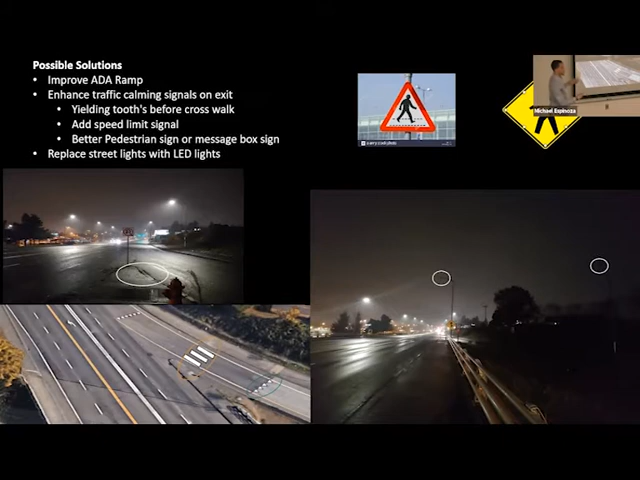 Possible Solutions
• Improve ADA Ramp
• Enhance traffic calming signals on exit
• Yielding tooth's before cross walk
• Add speed limit signal
• Better Pedestrian sign or message box sign
• Replace street lights with LED lights
Michael Espinoza